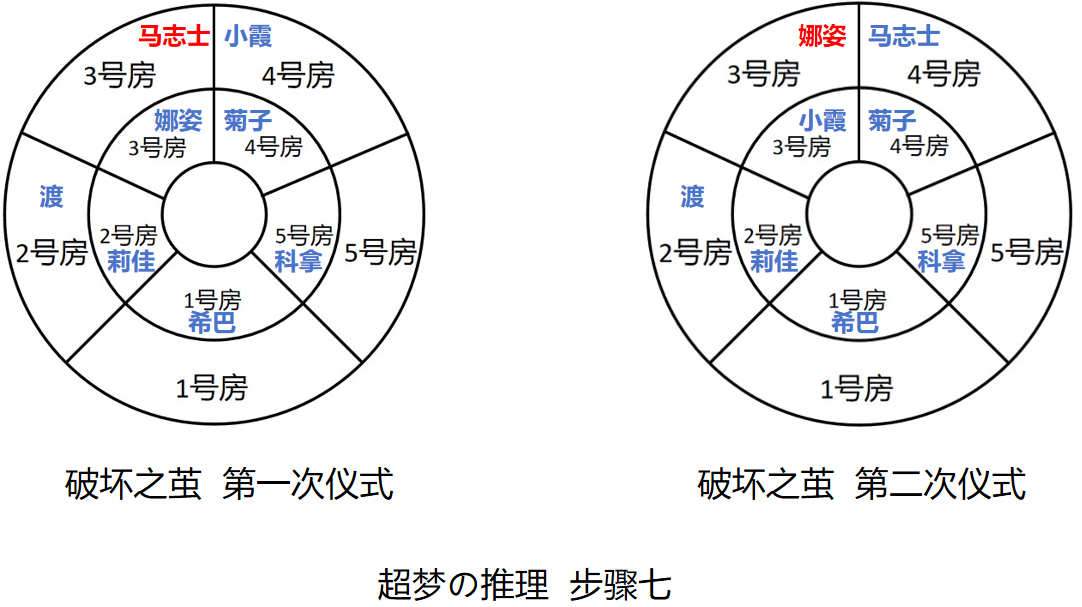 马志士 小霞
3号房 4号房
娜姿 菊子
3号房 4号房
渡
2号房
2号房
莉佳
5号房
科拿
5号房
1号房
希巴
1号房
破坏之茧 第一次仪式
娜姿 马志士
3号房 4号房
小霞 菊子
3号房 4号房
渡
2号房
2号房
莉佳
5号房
科拿
5号房
1号房
希巴
1号房
破坏之茧 第二次仪式
超梦の推理 步骤七